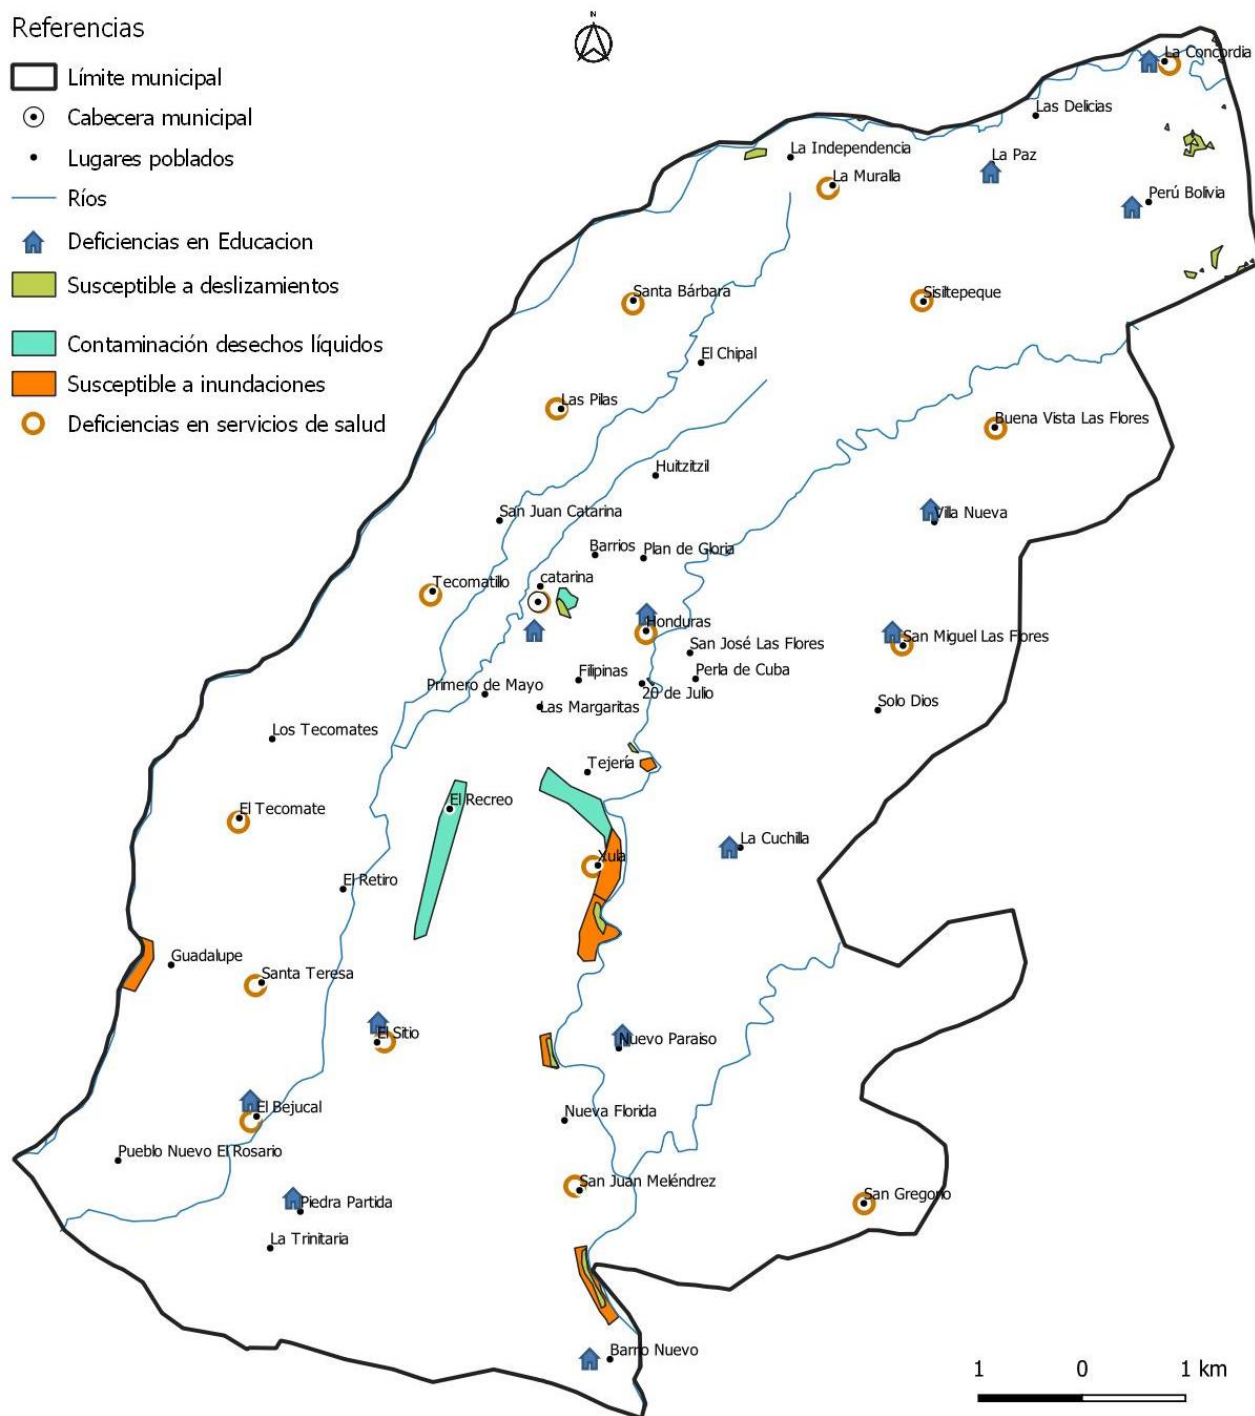 Referencias
Límite municipal
Cabecera municipal
Lugares poblados
Ríos
Deficiencias en Educacion
Susceptible a deslizamientos
Contaminación desechos líquidos
Susceptible a inundaciones
Deficiencias en servicios de salud
N
La Concordia
Las Delicias
La Independencia
La Paz
La Muralla
Perú Bolivia
Santa Bárbara
Sisiltepeque
El Chipal
Las Pilas
Buena Vista Las Flores
Huitzitzil
San Juan Catarina
Villa Nueva
Barrios
Plan de Gloria
Tecomatillo
catarina
Honduras
San José Las Flores
San Miguel Las Flores
Filipinas
Perla de Cuba
Primero de Mayo
20 de Julio
Las Margaritas
Solo Dios
Los Tecomates
Tejería
El Recreo
El Tecomate
La Cuchilla
Xula
El Retiro
Guadalupe
Santa Teresa
El Sitio
Nuevo Paraiso
El Bejucal
Nueva Florida
Pueblo Nuevo El Rosario
San Juan Meléndrez
San Gregorio
Piedra Partida
La Trinitaria
Barrio Nuevo
1 0 1 km